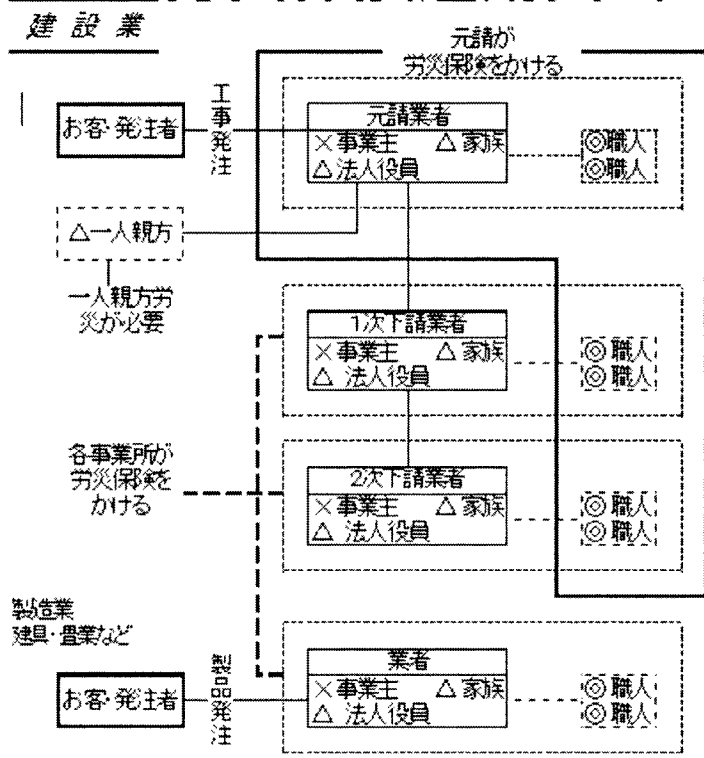 建設業
元請が
労災保険をかける
お客・発注者
工事発注
元請業者
×事業主 △家族
△法人役員
◎職人
◎職人
△一人親方
一人親方労
災が必要
1次下請業者
×事業主 △家族
△ 法人役員
◎職人
◎職人
各事業所が
労災保険を
かける
2次下請業者
×事業主 △家族
△ 法人役員
◎職人
◎職人
製造業
建具・畳業など
お客・発注者
製品発注
業者
×事業主 △家族
△ 法人役員
◎職人
◎職人